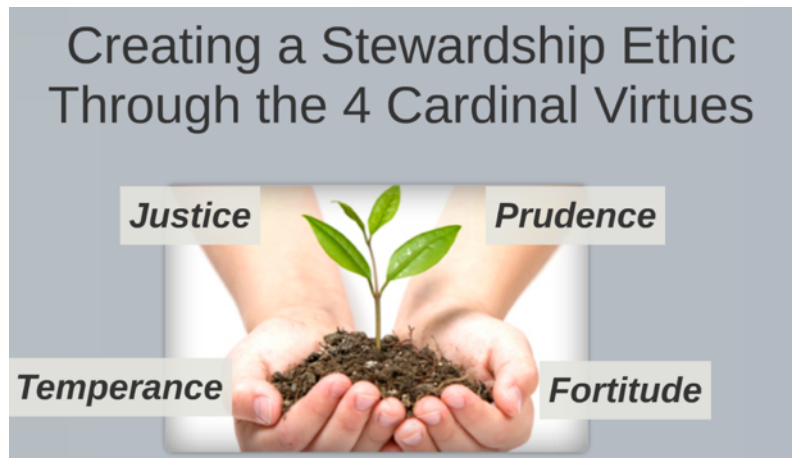 Creating a Stewardship Ethic
Through the 4 Cardinal Virtues
Justice
Prudence
Temperance
Fortitude